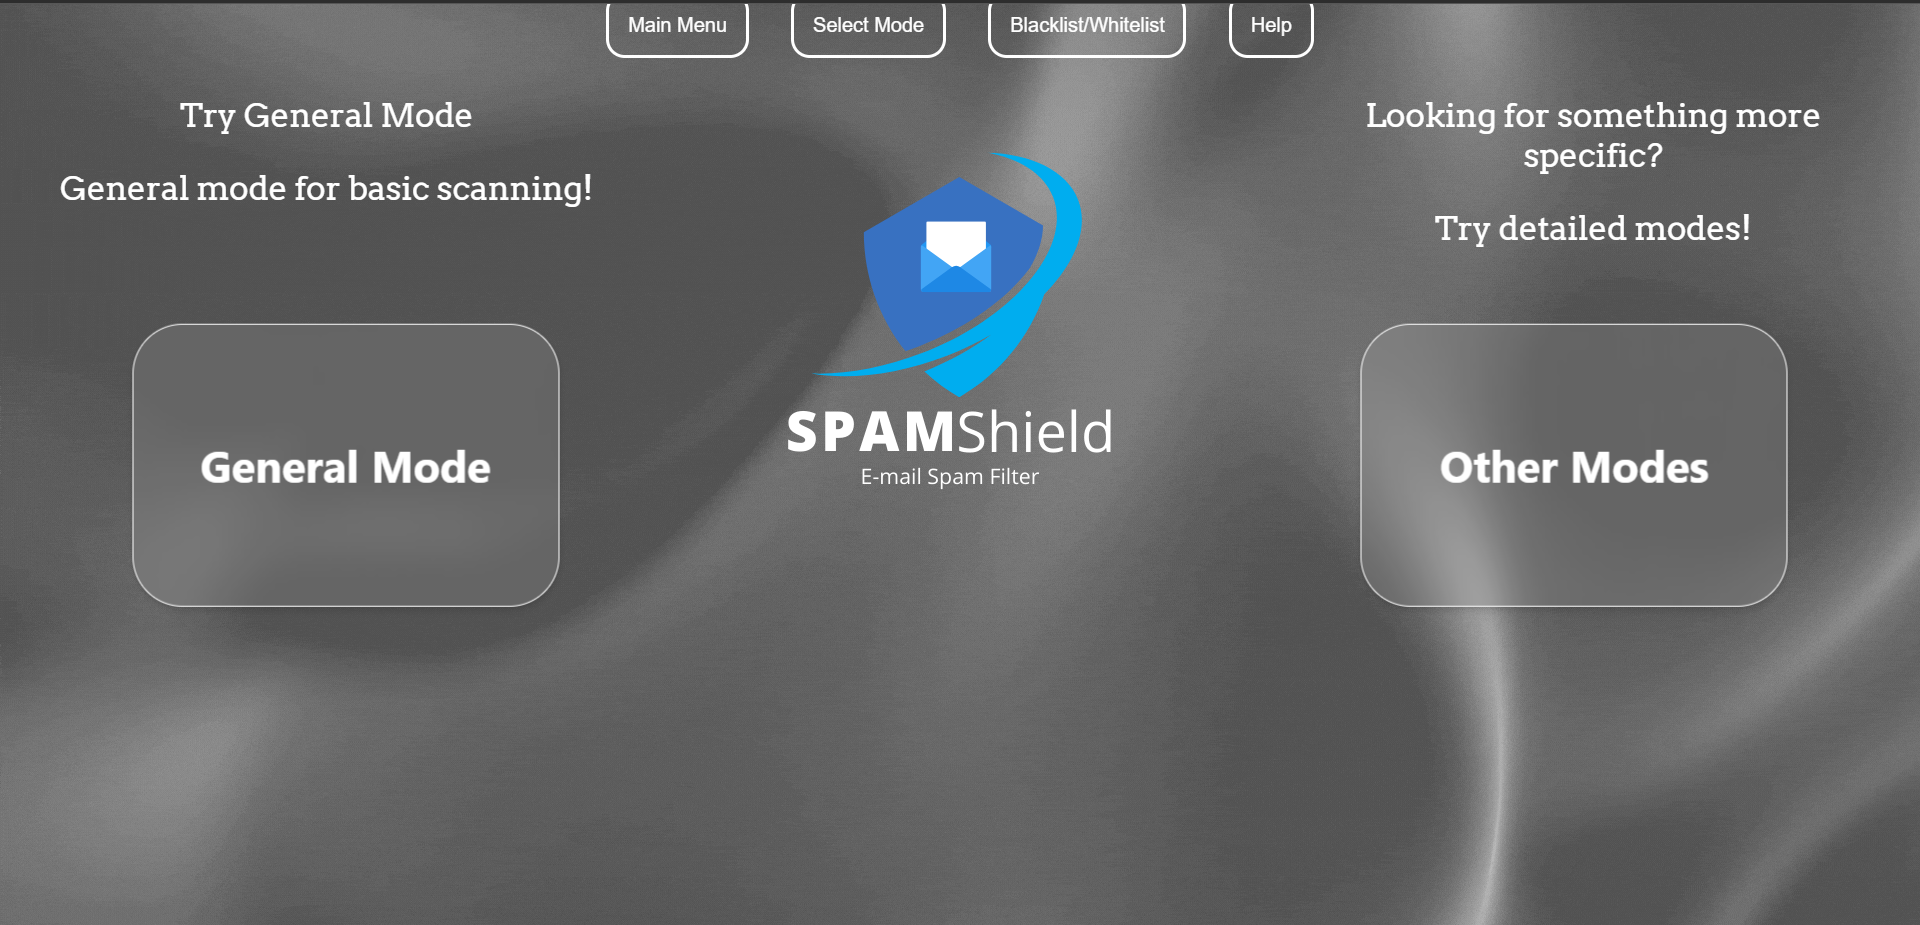 Main Menu
Select Mode
Blacklist/Whitelist
Help
Try General Mode
General mode for basic scanning!
General Mode
SPAMShield
E-mail Spam Filter
Looking for something more
specific?
Try detailed modes!
Other Modes